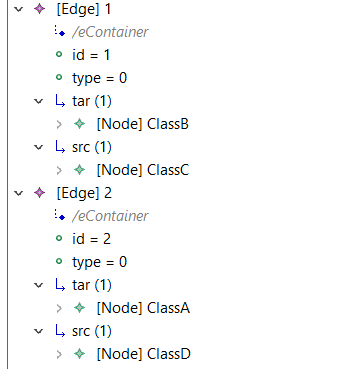 [Edge] 1
/eContainer
id = 1
type = 0
tar (1)
[Node] ClassB
src (1)
[Node] ClassC
[Edge] 2
/eContainer
id = 2
type = 0
tar (1)
[Node] ClassA
src (1)
[Node] ClassD